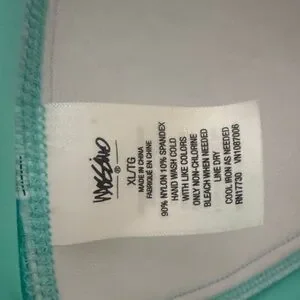 mossimo
®
XL/TG
MADE IN CHINA
FABRIQUÉ EN CHINE
90% NYLON 10% SPANDEX
HAND WASH COLD
WITH LIKE COLORS
ONLY NON-CHLORINE
BLEACH WHEN NEEDED
LINE DRY
COOL IRON AS NEEDED
RN17730 VN1087006